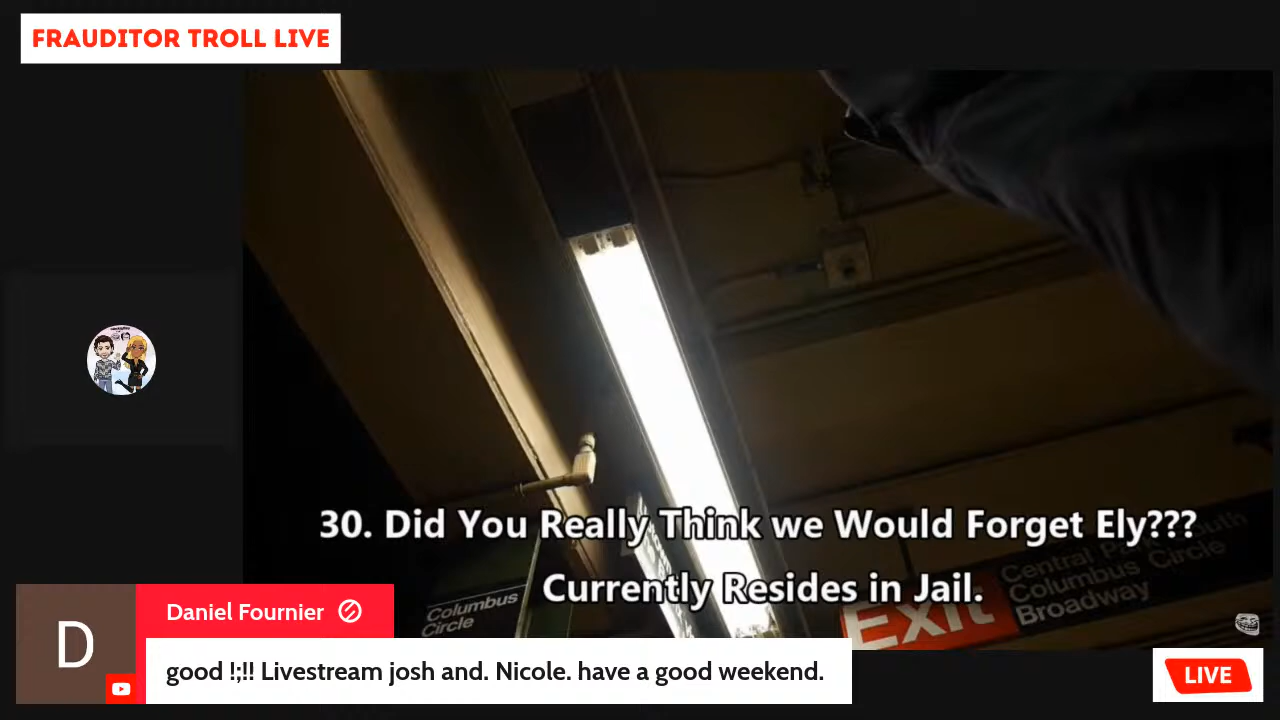 FRAUDITOR TROLL LIVE
30. Did You Really Think we Would Forget Ely???
Currently Resides in Jail.
Columbus
Circle
Exit
Central Park South
Columbus Circle
Broadway
Daniel Fournier
D
good !;!! Livestream josh and. Nicole. have a good weekend.
LIVE